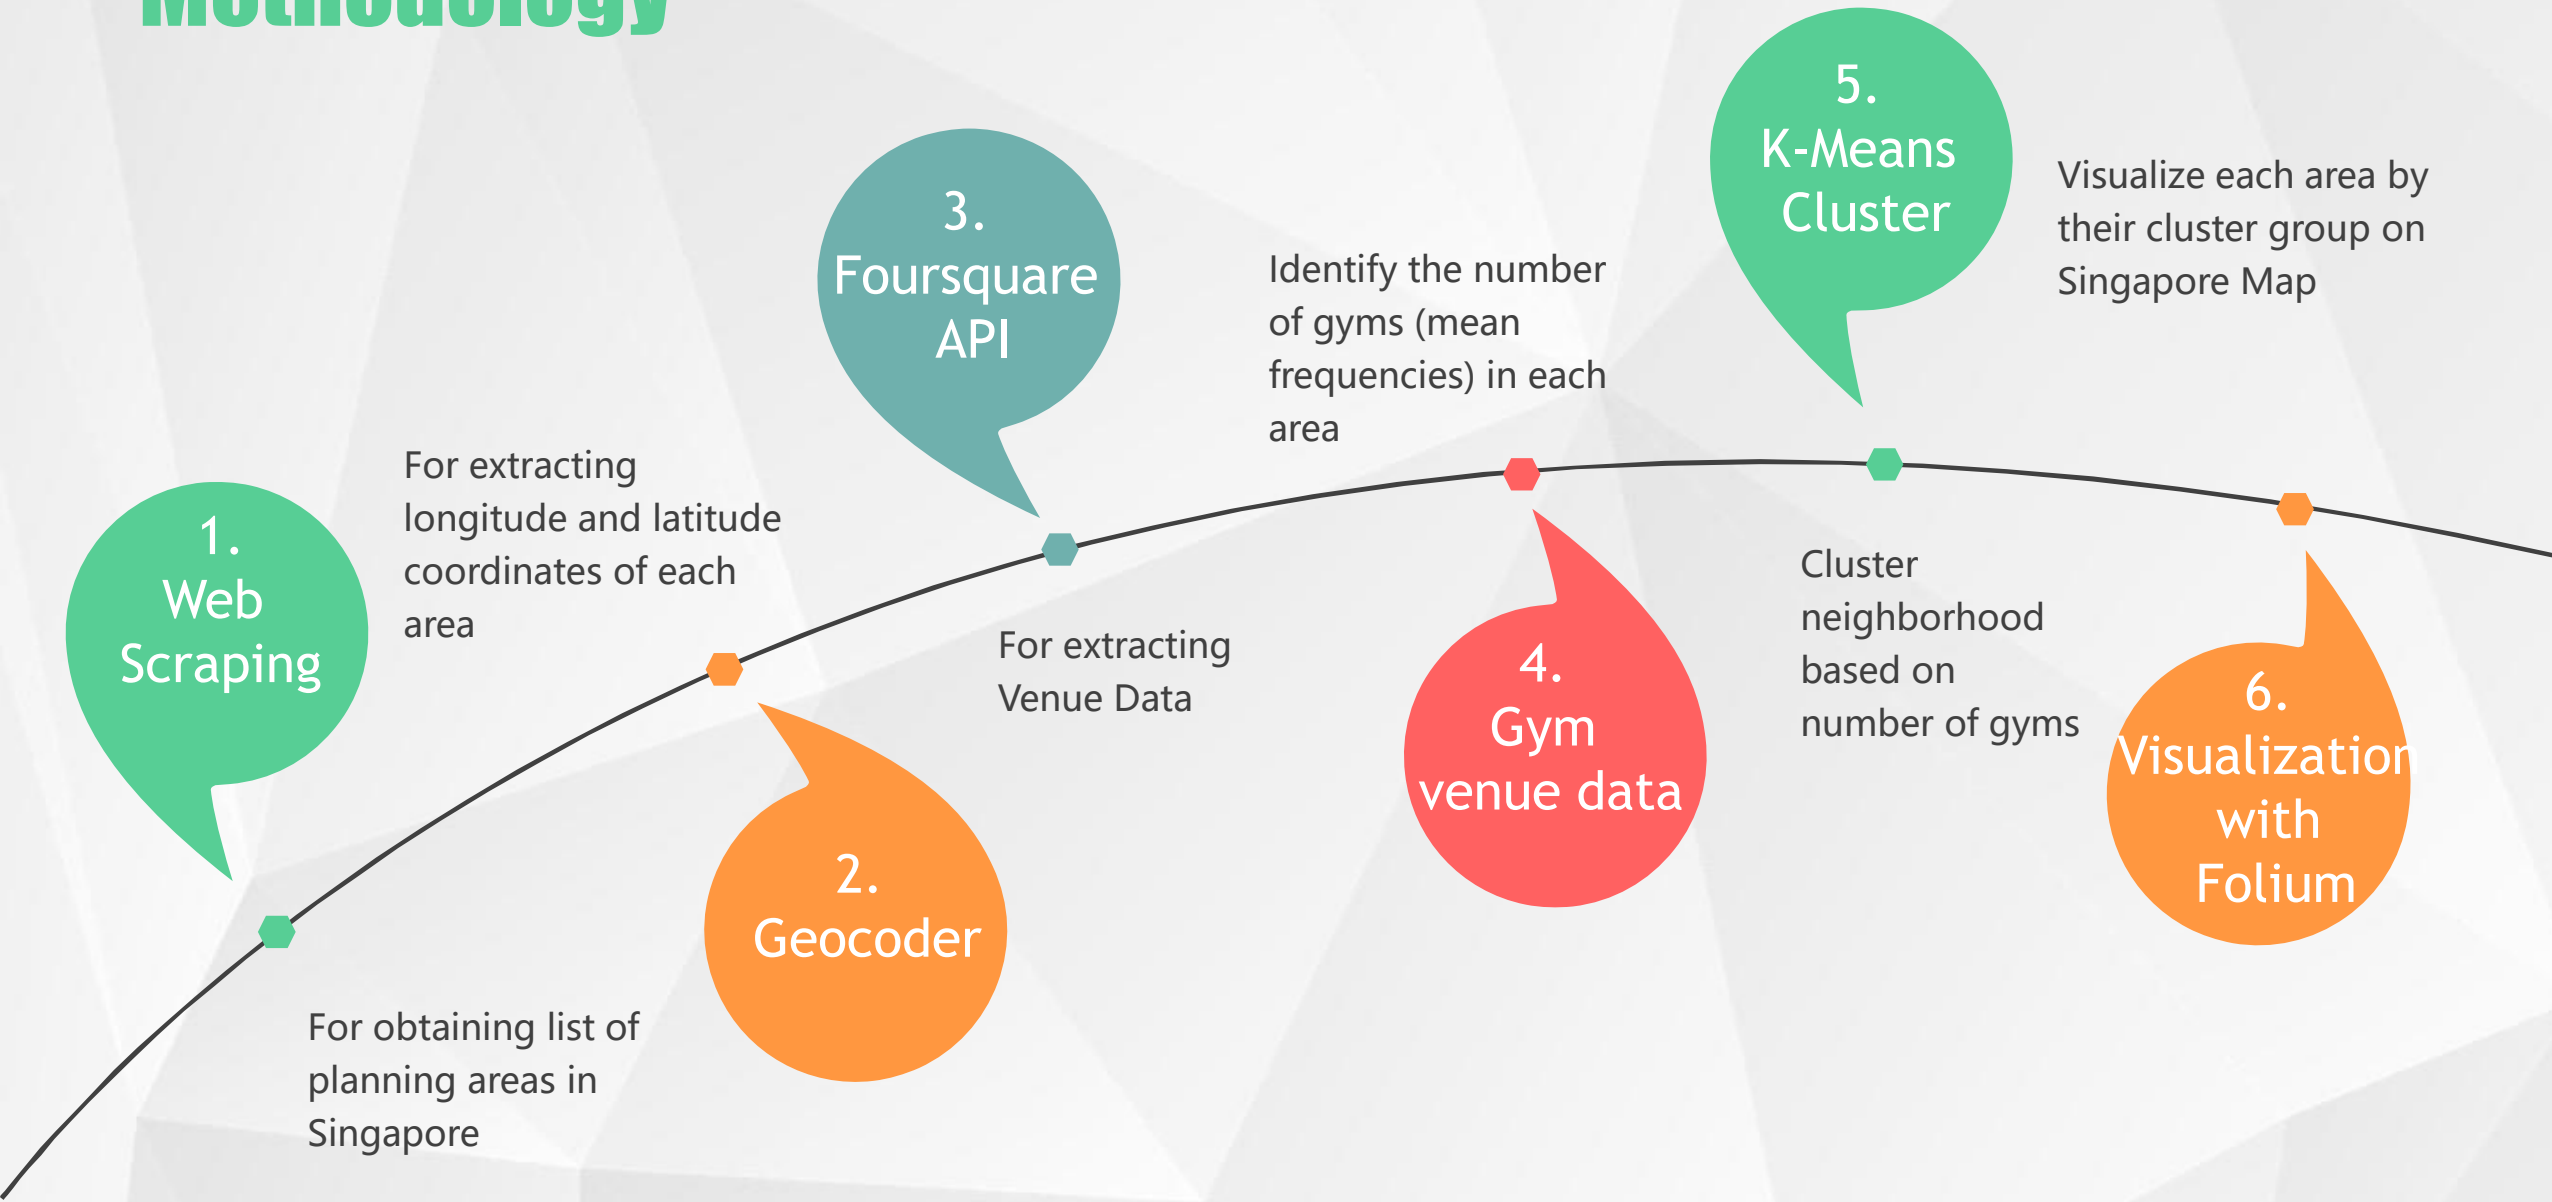 Methodology
1.
Web
Scraping
For obtaining list of
planning areas in
Singapore
2.
Geocoder
For extracting
longitude and latitude
coordinates of each
area
3.
Foursquare
API
For extracting
Venue Data
4.
Gym
venue data
Identify the number
of gyms (mean
frequencies) in each
area
5.
K-Means
Cluster
Cluster
neighborhood
based on
number of gyms
6.
Visualization
with
Folium
Visualize each area by
their cluster group on
Singapore Map